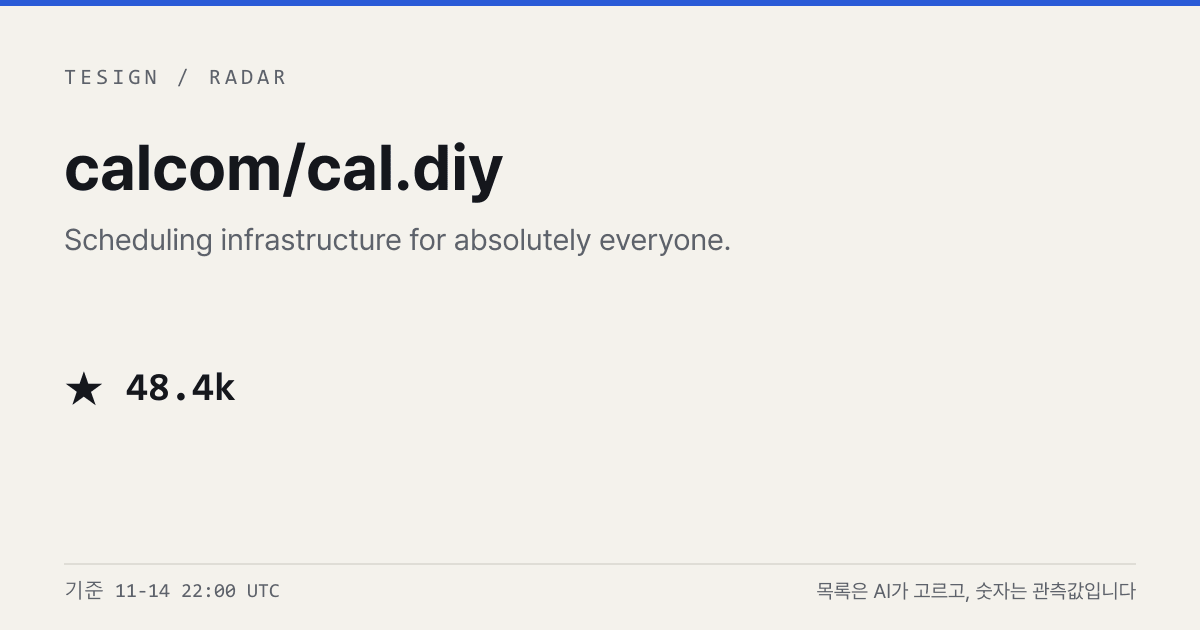 TESIGN / RADAR
calcom/cal.diy
Scheduling infrastructure for absolutely everyone.
★ 48.4k
기준 11-14 22:00 UTC
목록은 AI가 고르고, 숫자는 관측값입니다